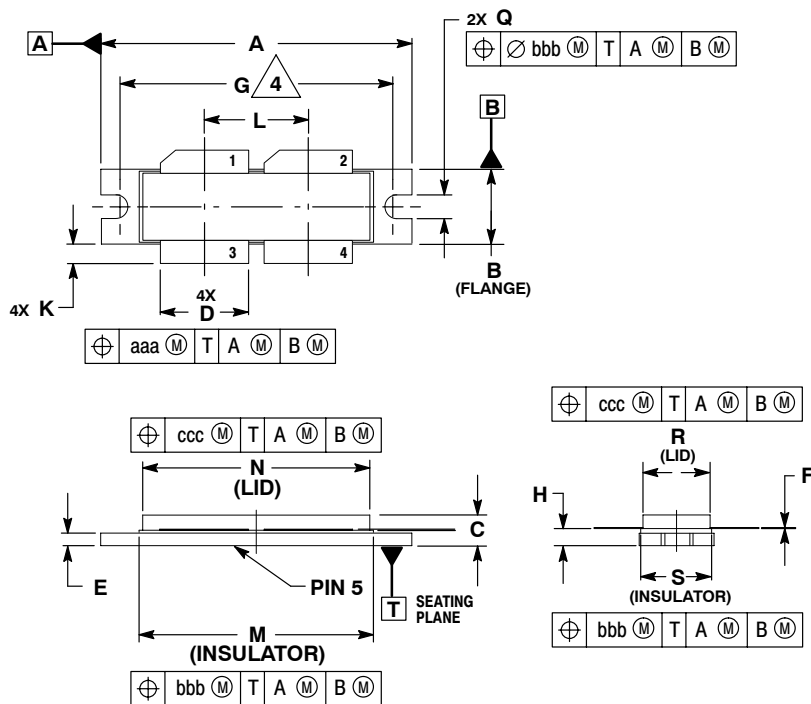 A
A
2X Q
⌖ ∅ bbb Ⓜ T A Ⓜ B Ⓜ
G 4
L
B
1 2
3 4
B
(FLANGE)
4X K
4X
D
⌖ aaa Ⓜ T A Ⓜ B Ⓜ
⌖ ccc Ⓜ T A Ⓜ B Ⓜ
N
(LID)
C
E
PIN 5
T SEATING
PLANE
M
(INSULATOR)
⌖ bbb Ⓜ T A Ⓜ B Ⓜ
⌖ ccc Ⓜ T A Ⓜ B Ⓜ
R
(LID)
F
H
S
(INSULATOR)
⌖ bbb Ⓜ T A Ⓜ B Ⓜ